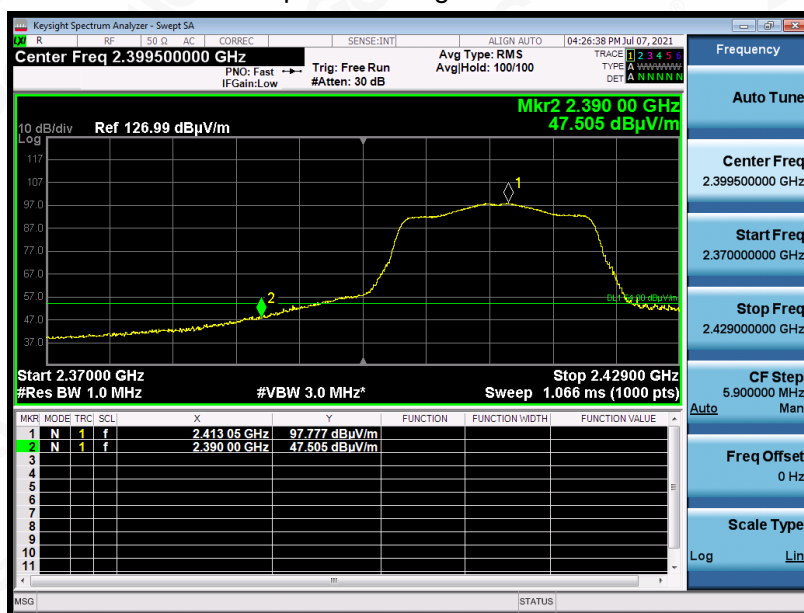 Keysight Spectrum Analyzer - Swept SA
LXI R RF 50 Ω AC CORREC SENSE:INT ALIGN AUTO 04:26:38 PM Jul 07, 2021
Center Freq 2.399500000 GHz
PNO: Fast
IFGain:Low
Trig: Free Run
#Atten: 30 dB
Avg Type: RMS
Avg|Hold: 100/100
TRACE 1 2 3 4 5 6
TYPE A WWWWW
DET A N N N N N
Mkr2 2.390 00 GHz
47.505 dBµV/m
10 dB/div Ref 126.99 dBµV/m
Log
117
107
97.0
87.0
77.0
67.0
57.0
47.0
37.0
1
2
Start 2.37000 GHz Stop 2.42900 GHz
#Res BW 1.0 MHz #VBW 3.0 MHz* Sweep 1.066 ms (1000 pts)
MKR MODE TRC SCL X Y FUNCTION FUNCTION WIDTH FUNCTION VALUE
1 N 1 f 2.413 05 GHz 97.777 dBµV/m
2 N 1 f 2.390 00 GHz 47.505 dBµV/m
3
4
5
6
7
8
9
10
11
MSG STATUS
Frequency
Auto Tune
Center Freq
2.399500000 GHz
Start Freq
2.370000000 GHz
Stop Freq
2.429000000 GHz
CF Step
5.900000 MHz
Auto Man
Freq Offset
0 Hz
Scale Type
Log Lin